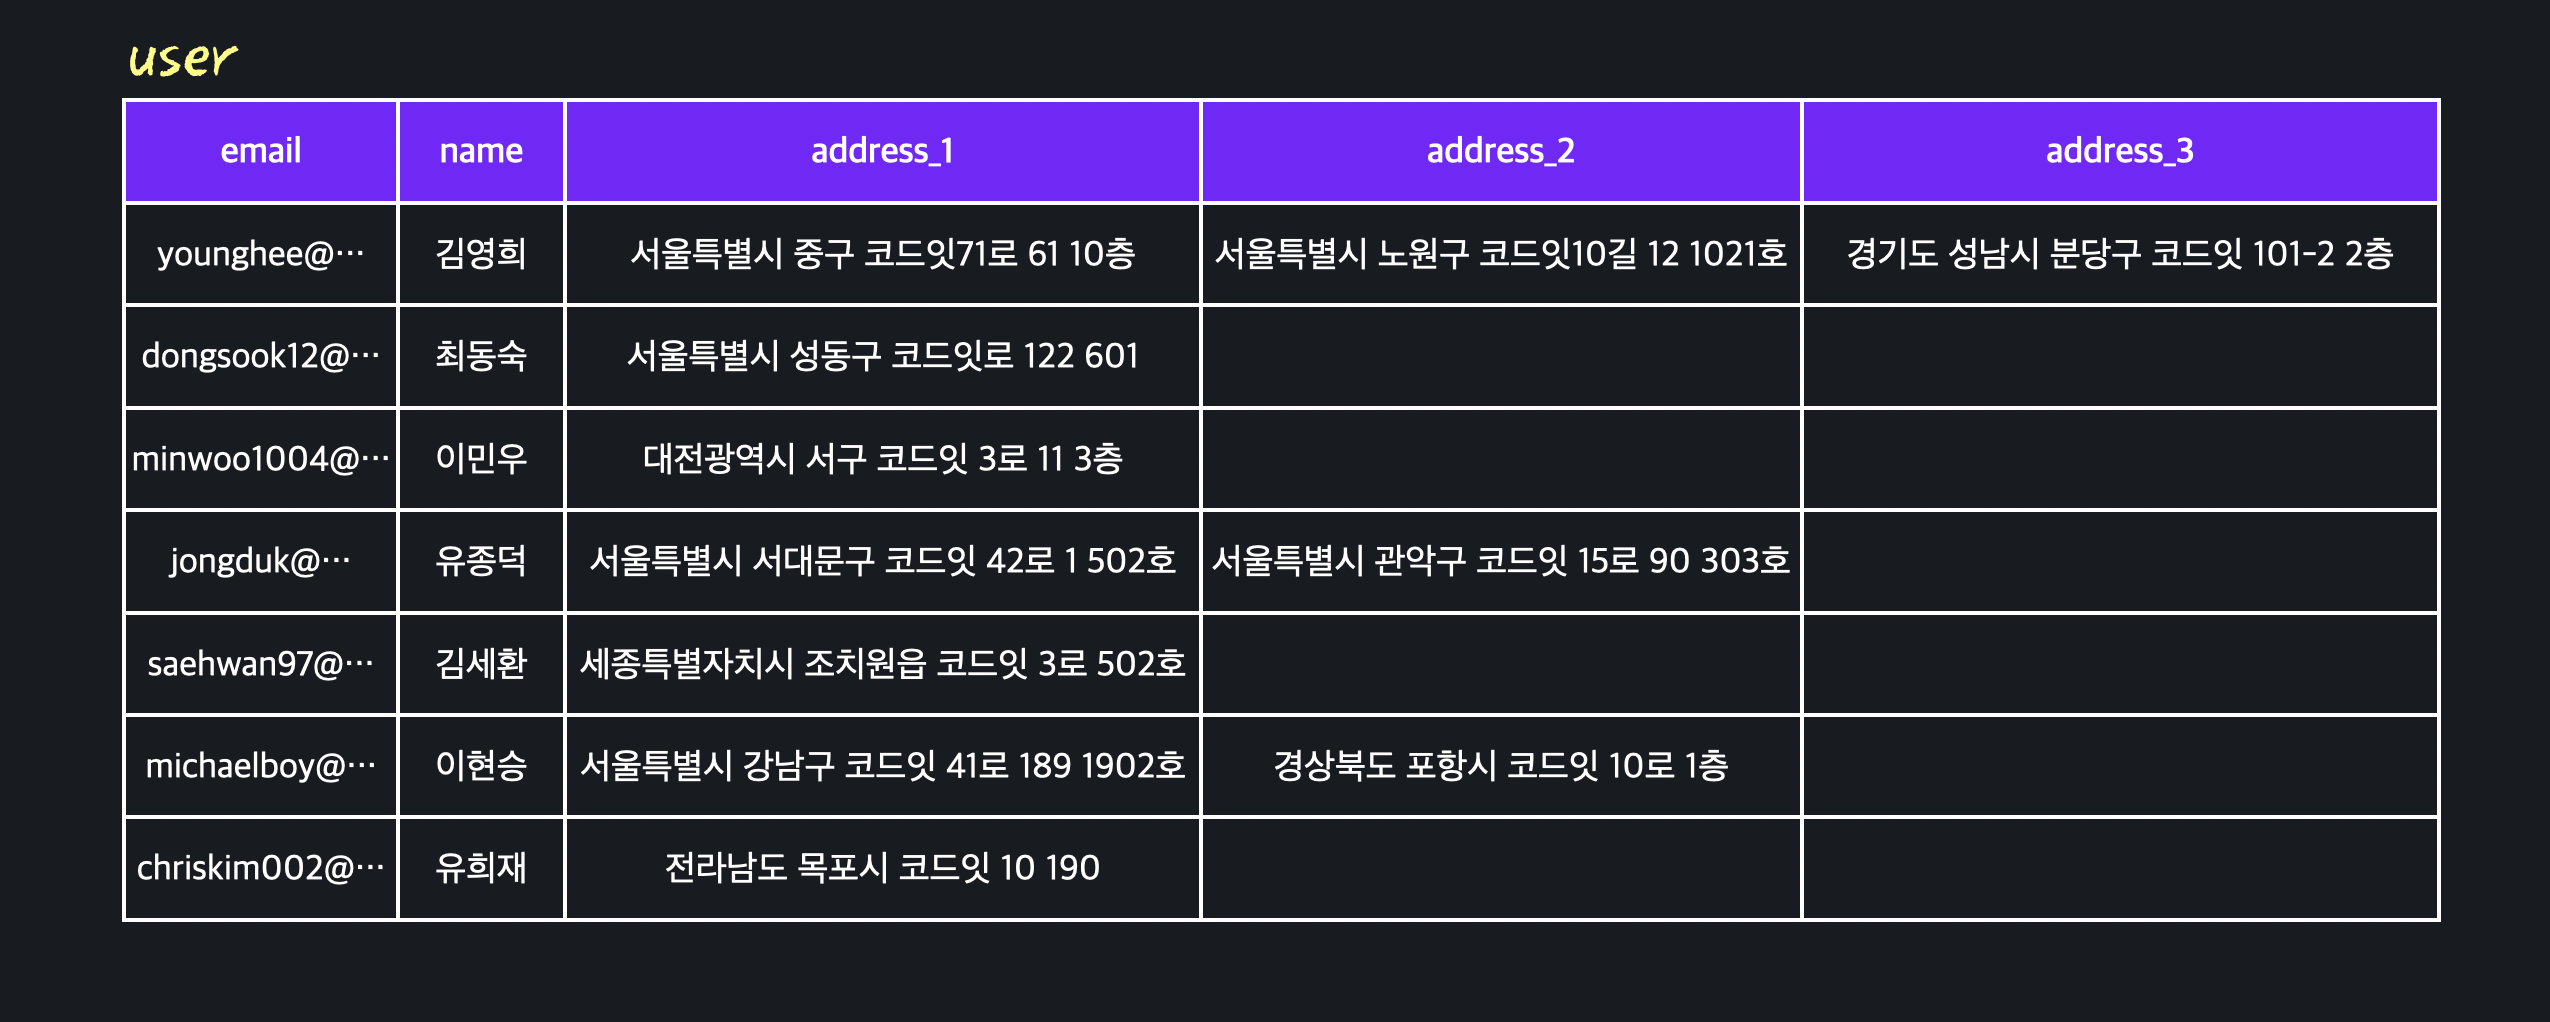 user
email name address_1 address_2 address_3
younghee@… 김영희 서울특별시 중구 코드잇71로 61 10층 서울특별시 노원구 코드잇10길 12 1021호 경기도 성남시 분당구 코드잇 101-2 2층
dongsook12@… 최동숙 서울특별시 성동구 코드잇로 122 601
minwoo1004@… 이민우 대전광역시 서구 코드잇 3로 11 3층
jongduk@… 유종덕 서울특별시 서대문구 코드잇 42로 1 502호 서울특별시 관악구 코드잇 15로 90 303호
saehwan97@… 김세환 세종특별자치시 조치원읍 코드잇 3로 502호
michaelboy@… 이현승 서울특별시 강남구 코드잇 41로 189 1902호 경상북도 포항시 코드잇 10로 1층
chriskim002@… 유희재 전라남도 목포시 코드잇 10 190